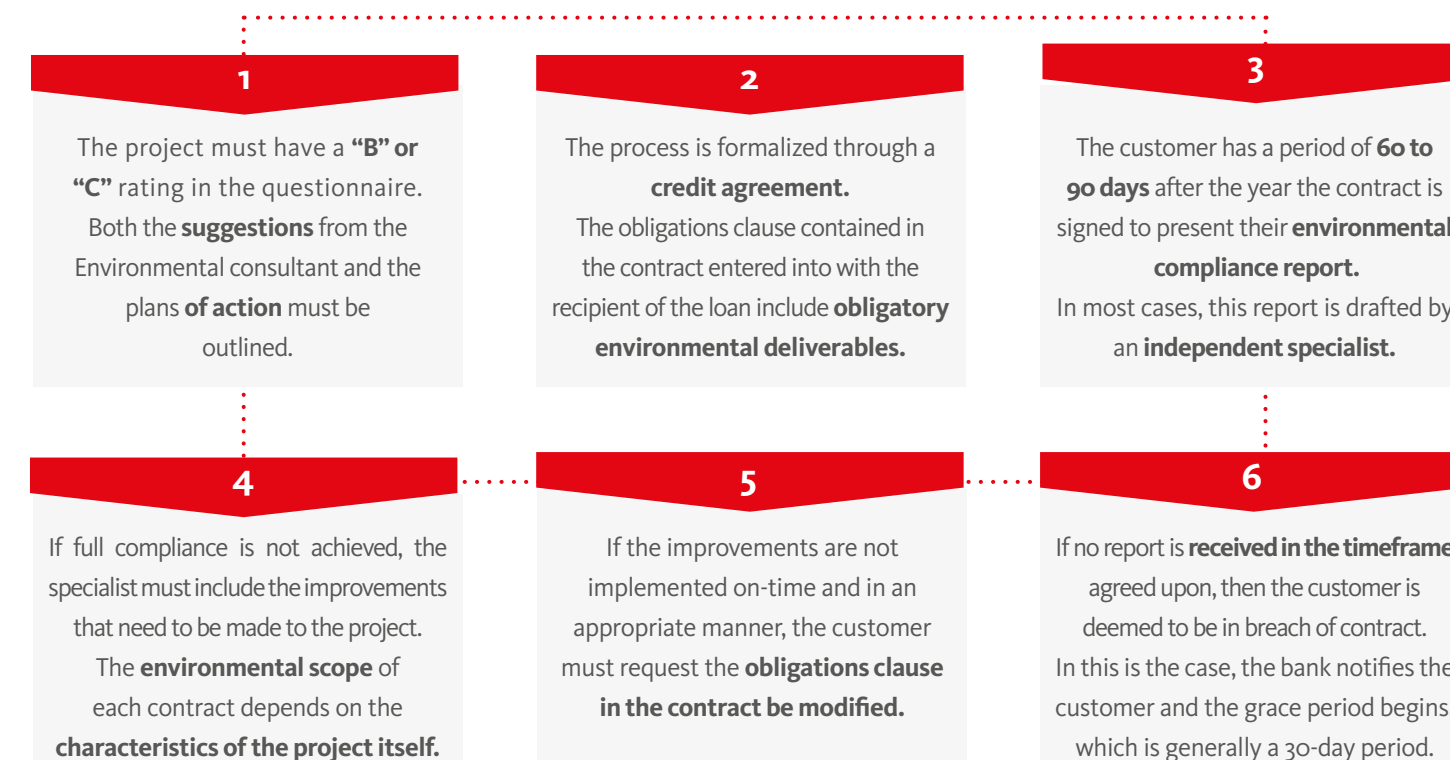 1
The project must have a “B” or
“C” rating in the questionnaire.
Both the suggestions from the
Environmental consultant and the
plans of action must be
outlined.
2
The process is formalized through a
credit agreement.
The obligations clause contained in
the contract entered into with the
recipient of the loan include obligatory
environmental deliverables.
3
The customer has a period of 60 to
90 days after the year the contract is
signed to present their environmental
compliance report.
In most cases, this report is drafted by
an independent specialist.
4
If full compliance is not achieved, the
specialist must include the improvements
that need to be made to the project.
The environmental scope of
each contract depends on the
characteristics of the project itself.
5
If the improvements are not
implemented on-time and in an
appropriate manner, the customer
must request the obligations clause
in the contract be modified.
6
If no report is received in the timeframe
agreed upon, then the customer is
deemed to be in breach of contract.
In this is the case, the bank notifies the
customer and the grace period begins
which is generally a 30-day period.